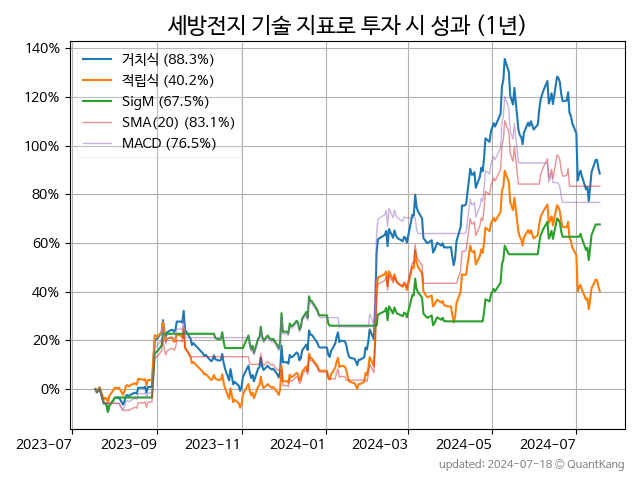 세방전지 기술 지표로 투자 시 성과 (1년)
140%
120%
100%
80%
60%
40%
20%
0%
거치식 (88.3%)
적립식 (40.2%)
SigM (67.5%)
SMA(20) (83.1%)
MACD (76.5%)
2023-07 2023-09 2023-11 2024-01 2024-03 2024-05 2024-07
updated: 2024-07-18 © QuantKang